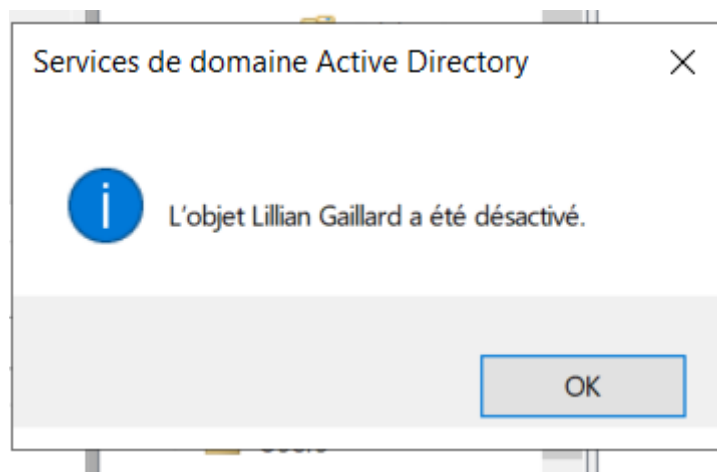 Services de domaine Active Directory
L'objet Lillian Gaillard a été désactivé.
OK